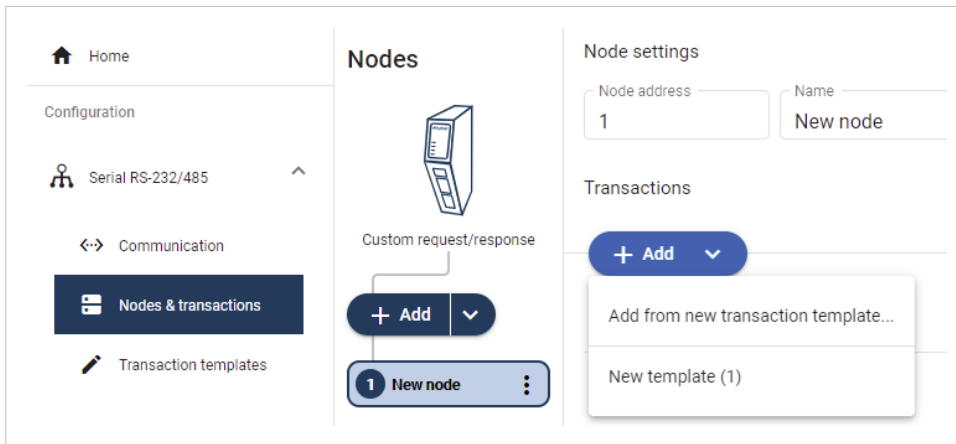 Home
Configuration
Serial RS-232/485
Communication
Nodes & transactions
Transaction templates
Nodes
Custom request/response
+ Add
1 New node
Node settings
Node address
1
Name
New node
Transactions
+ Add
Add from new transaction template...
New template (1)